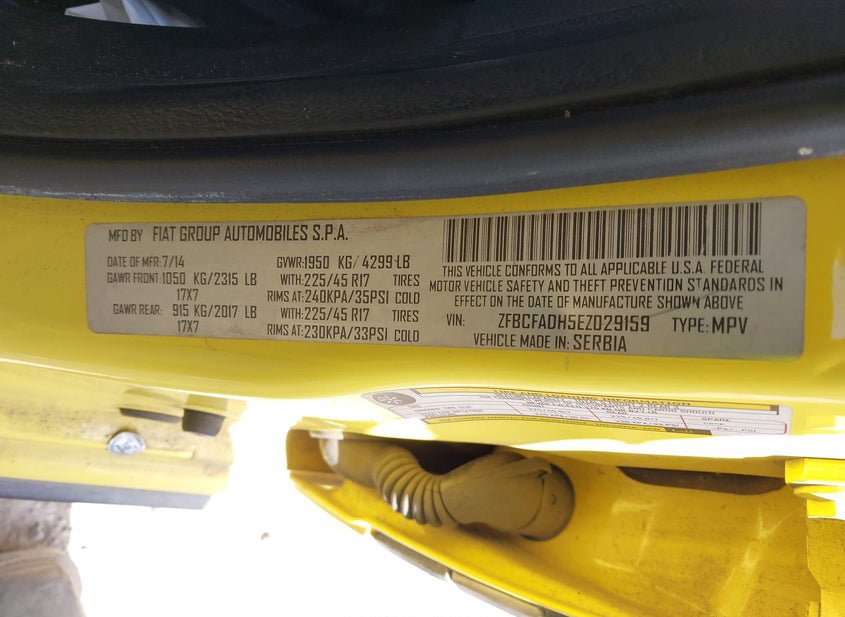 MFD BY FIAT GROUP AUTOMOBILES S.P.A.
DATE OF MFR: 7/14 GVWR: 1950 KG/ 4299 LB
GAWR FRONT: 1050 KG/2315 LB WITH: 225/45 R17 TIRES
17X7 RIMS AT: 240KPA/35PSI COLD
GAWR REAR: 915 KG/2017 LB WITH: 225/45 R17 TIRES
17X7 RIMS AT: 230KPA/33PSI COLD
THIS VEHICLE CONFORMS TO ALL APPLICABLE U.S.A. FEDERAL
MOTOR VEHICLE SAFETY AND THEFT PREVENTION STANDARDS IN
EFFECT ON THE DATE OF MANUFACTURE SHOWN ABOVE
VIN: ZFBCFADH5EZ029159 TYPE: MPV
VEHICLE MADE IN: SERBIA
TIRE AND LOADING INFORMATION